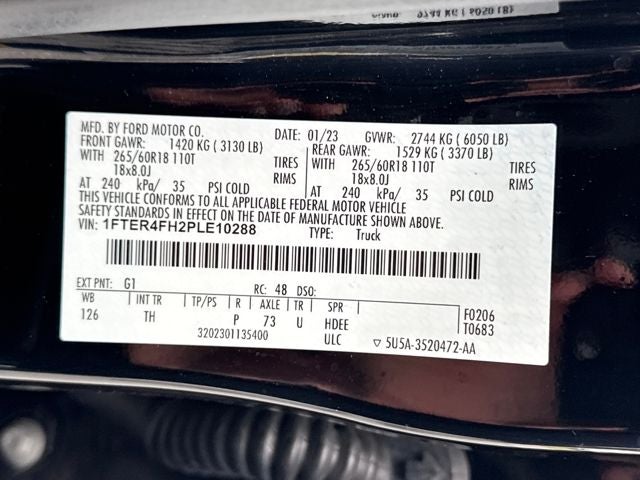 2744 KG ( 6050 LB)
MFD. BY FORD MOTOR CO. DATE: 01/23 GVWR: 2744 KG ( 6050 LB)
FRONT GAWR: 1420 KG ( 3130 LB) REAR GAWR: 1529 KG ( 3370 LB)
WITH 265/60R18 110T TIRES WITH 265/60R18 110T TIRES
18x8.0J RIMS 18x8.0J RIMS
AT 240 kPa/ 35 PSI COLD AT 240 kPa/ 35 PSI COLD
THIS VEHICLE CONFORMS TO ALL APPLICABLE FEDERAL MOTOR VEHICLE
SAFETY STANDARDS IN EFFECT ON THE DATE OF MANUFACTURE SHOWN ABOVE.
VIN: 1FTER4FH2PLE10288 TYPE: Truck
EXT PNT: G1 RC: 48 DSO:
WB INT TR TP/PS R AXLE TR SPR F0206
126 TH P 73 U HDEE T0683
3202301135400 ULC ▽ 5U5A-3520472-AA